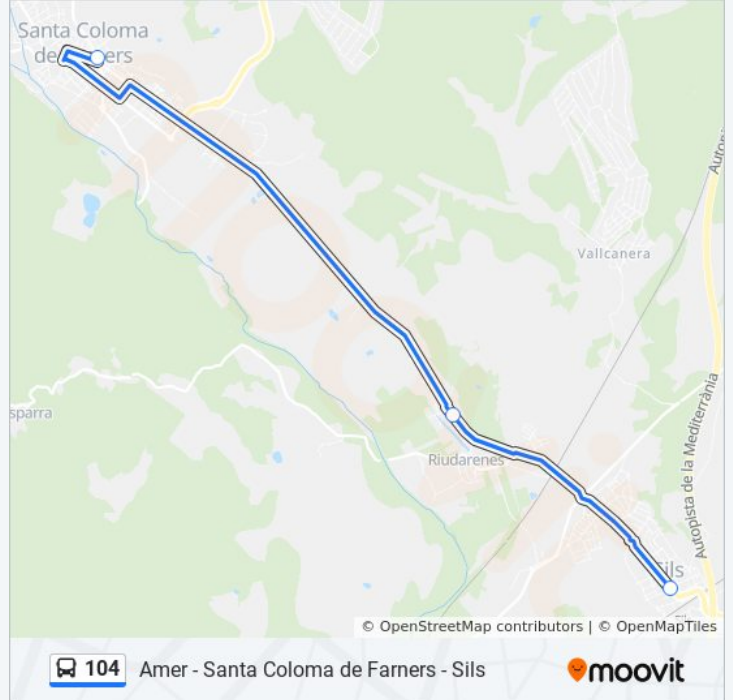 Santa Coloma
de ers
Autop
Vallcanera
Autopista de la Mediterrània
sparra
Riudarenes
Sils
© OpenStreetMap contributors | © OpenMapTiles
104 Amer - Santa Coloma de Farners - Sils
moovit